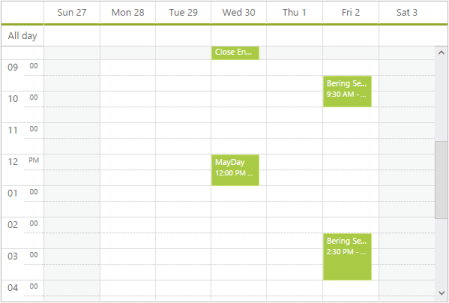 Sun 27 Mon 28 Tue 29 Wed 30 Thu 1 Fri 2 Sat 3
All day
Close En...
09 00
Bering Se...
9:30 AM - ...
10 00
11 00
12 PM
MayDay
12:00 PM ...
01 00
02 00
Bering Se...
2:30 PM - ...
03 00
04 00